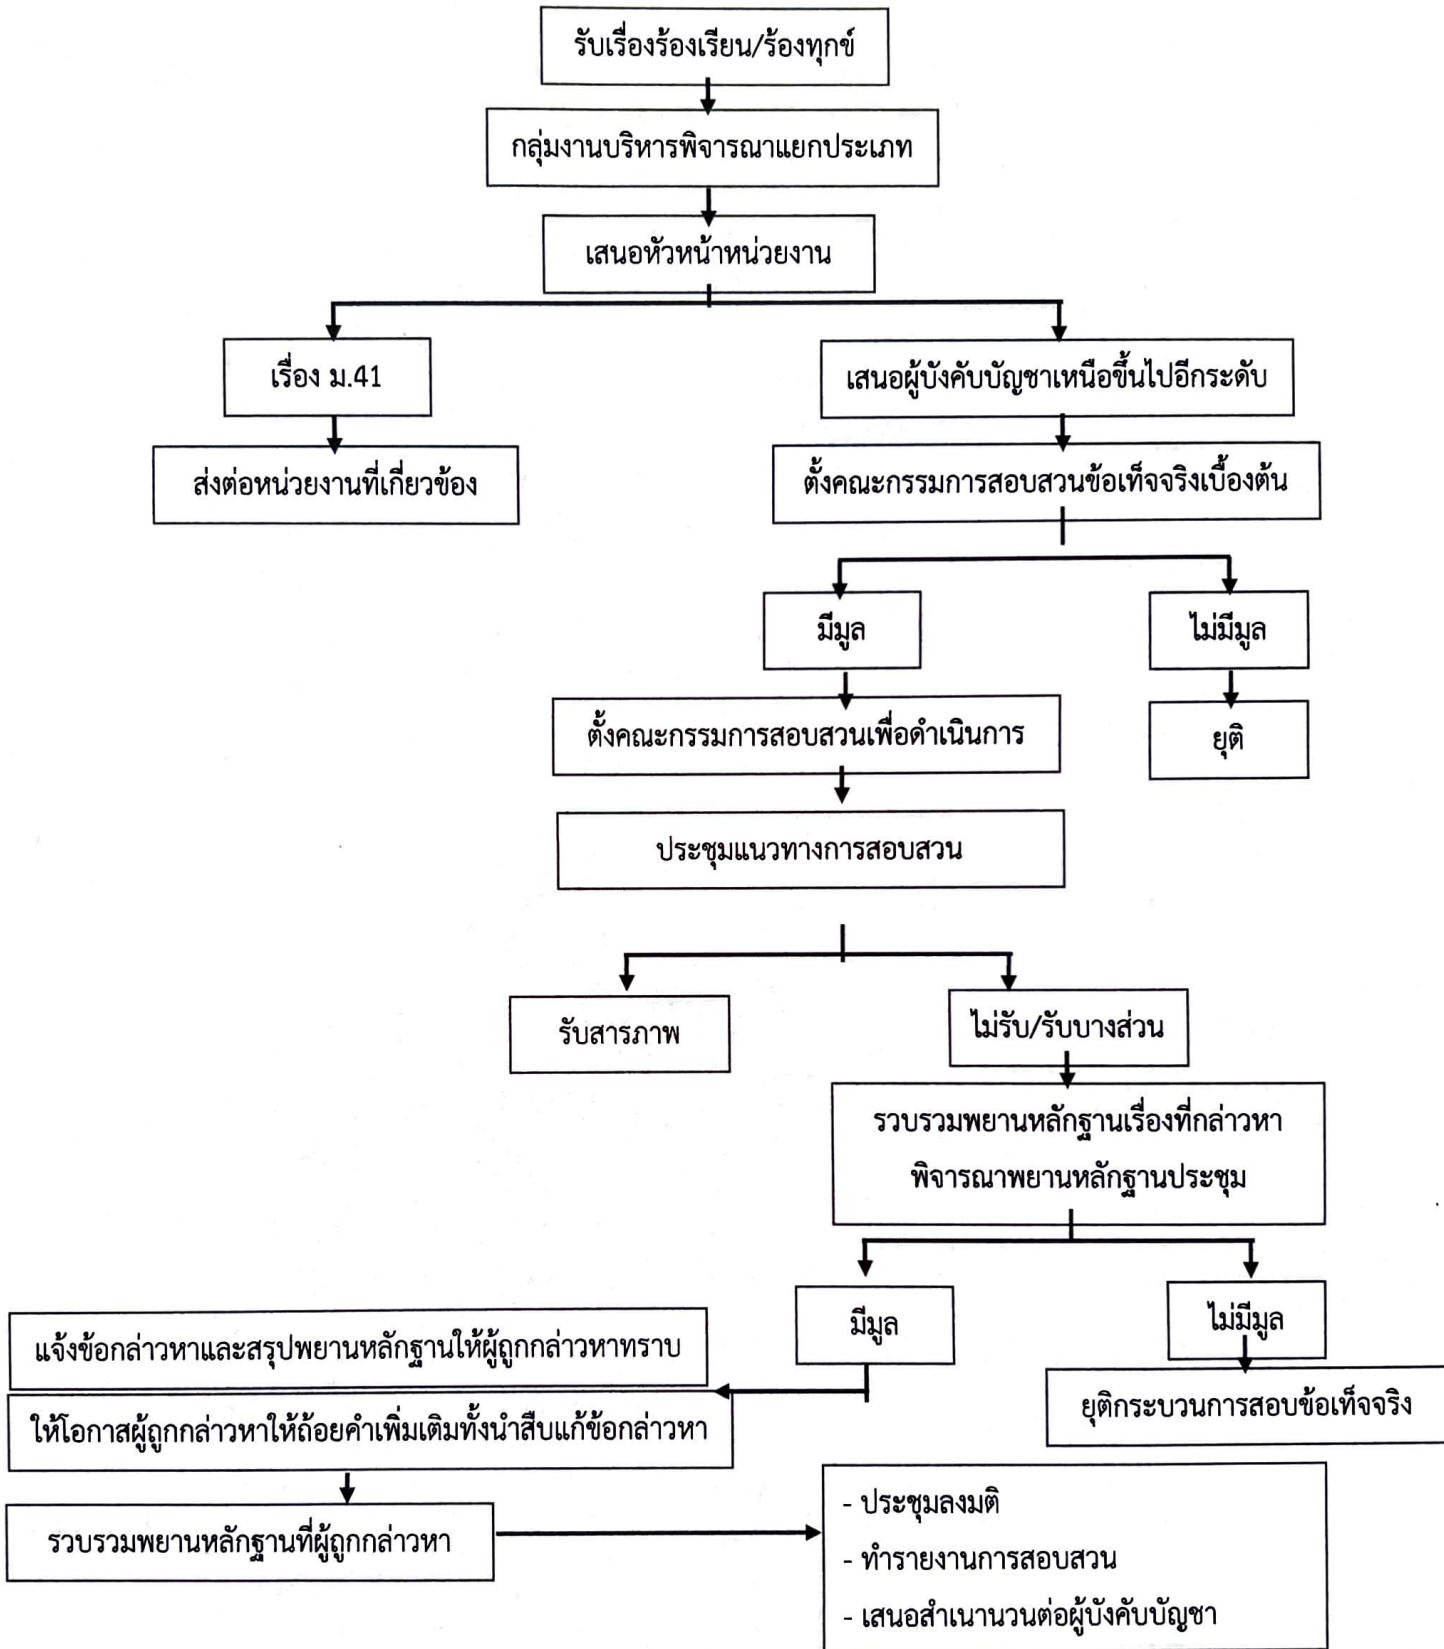 รับเรื่องร้องเรียน/ร้องทุกข์
กลุ่มงานบริหารพิจารณาแยกประเภท
เสนอหัวหน้าหน่วยงาน
เรื่อง ม.41
เสนอผู้บังคับบัญชาเหนือขึ้นไปอีกระดับ
ส่งต่อหน่วยงานที่เกี่ยวข้อง
ตั้งคณะกรรมการสอบสวนข้อเท็จจริงเบื้องต้น
มีมูล
ไม่มีมูล
ตั้งคณะกรรมการสอบสวนเพื่อดำเนินการ
ยุติ
ประชุมแนวทางการสอบสวน
รับสารภาพ
ไม่รับ/รับบางส่วน
รวบรวมพยานหลักฐานเรื่องที่กล่าวหา
พิจารณาพยานหลักฐานประชุม
มีมูล
ไม่มีมูล
แจ้งข้อกล่าวหาและสรุปพยานหลักฐานให้ผู้ถูกกล่าวหาทราบ
ยุติกระบวนการสอบข้อเท็จจริง
ให้โอกาสผู้ถูกกล่าวหาให้ถ้อยคำเพิ่มเติมทั้งนำสืบแก้ข้อกล่าวหา
รวบรวมพยานหลักฐานที่ผู้ถูกกล่าวหา
- ประชุมลงมติ
- ทำรายงานการสอบสวน
- เสนอสำเนานวนต่อผู้บังคับบัญชา